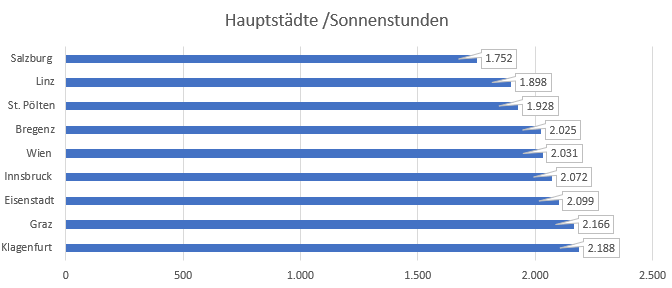 Hauptstädte /Sonnenstunden
Salzburg 1.752
Linz 1.898
St. Pölten 1.928
Bregenz 2.025
Wien 2.031
Innsbruck 2.072
Eisenstadt 2.099
Graz 2.166
Klagenfurt 2.188
0 500 1.000 1.500 2.000 2.500